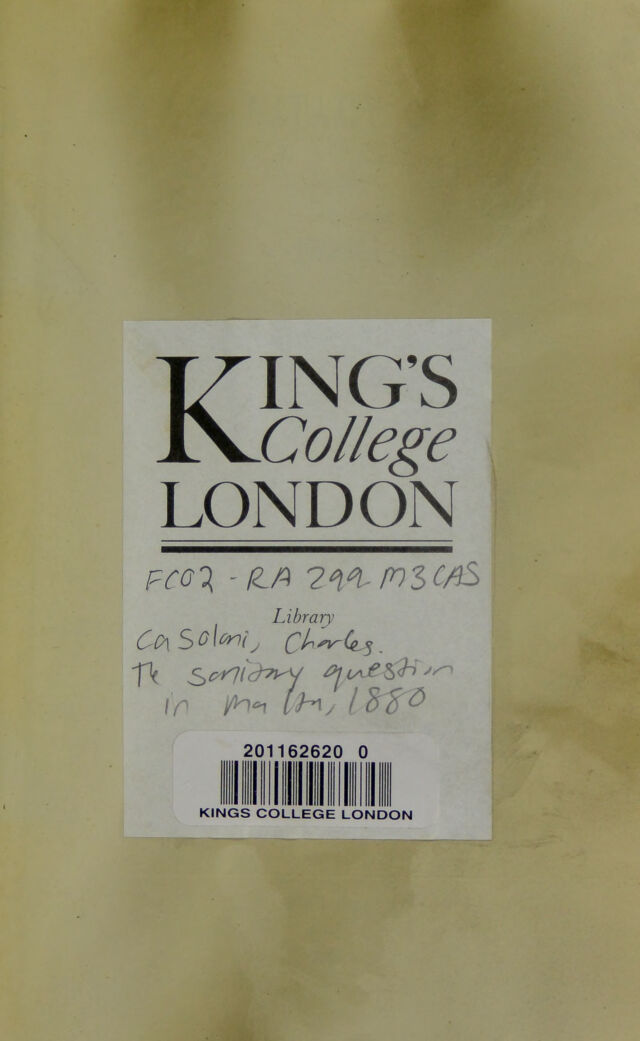 KING'S
College
LONDON
FC02 - RA 299 M3 CAS
Library
Casolani, Charles.
The sanitary question
in Malta, 1880
201162620 0
KINGS COLLEGE LONDON